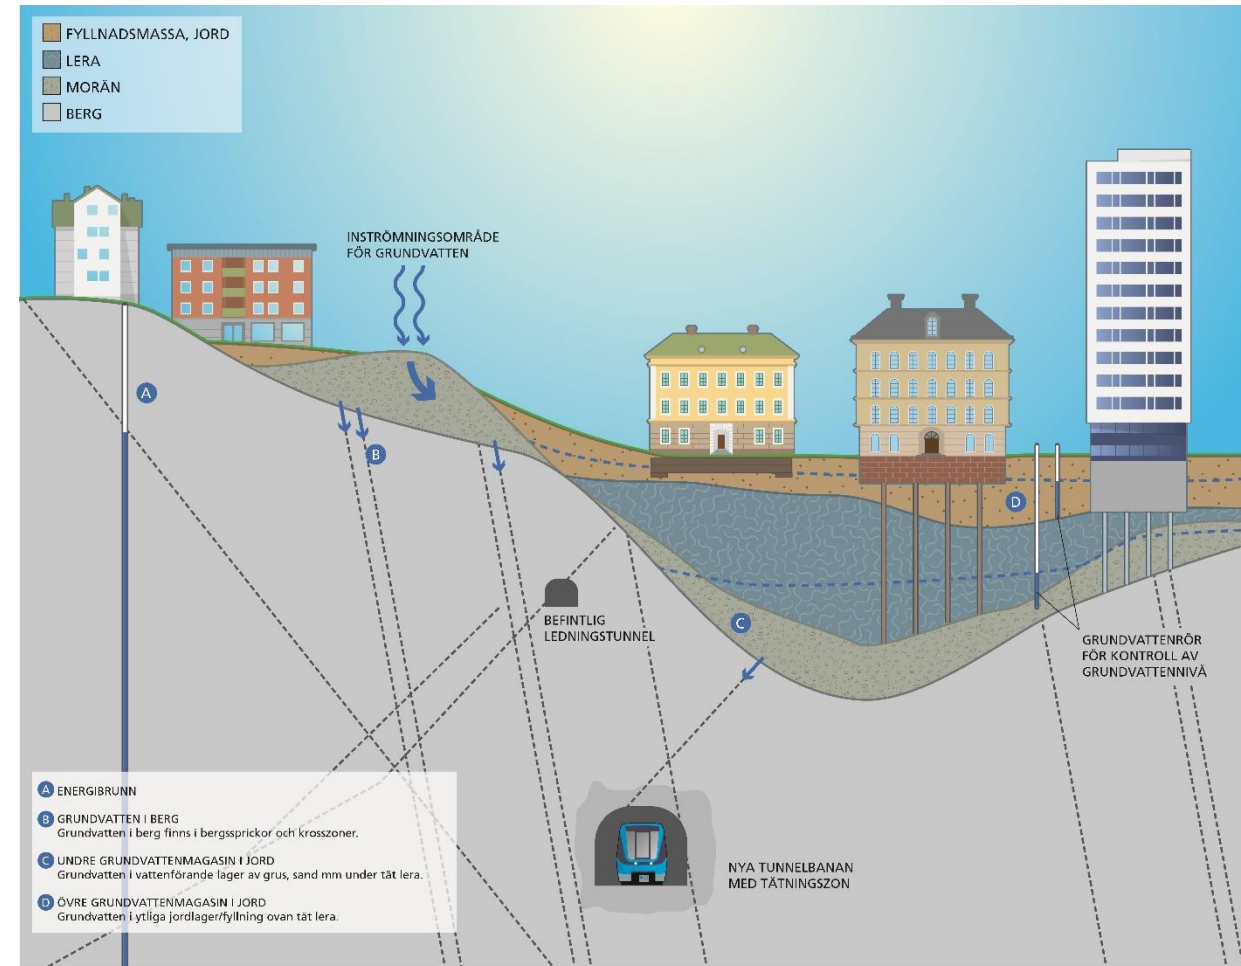 FYLLNADSMASSA, JORD
LERA
MORÄN
BERG
INSTRÖMNINGSOMRÅDE
FÖR GRUNDVATTEN
A
B
D
C
BEFINTLIG
LEDNINGSTUNNEL
GRUNDVATTENRÖR
FÖR KONTROLL AV
GRUNDVATTENNIVÅ
NYA TUNNELBANAN
MED TÄTNINGSZON
A ENERGIBRUNN
B GRUNDVATTEN I BERG
Grundvatten i berg finns i bergssprickor och krosszoner.
C UNDRE GRUNDVATTENMAGASIN I JORD
Grundvatten i vattenförande lager av grus, sand mm under tät lera.
D ÖVRE GRUNDVATTENMAGASIN I JORD
Grundvatten i ytliga jordlager/fyllning ovan tät lera.